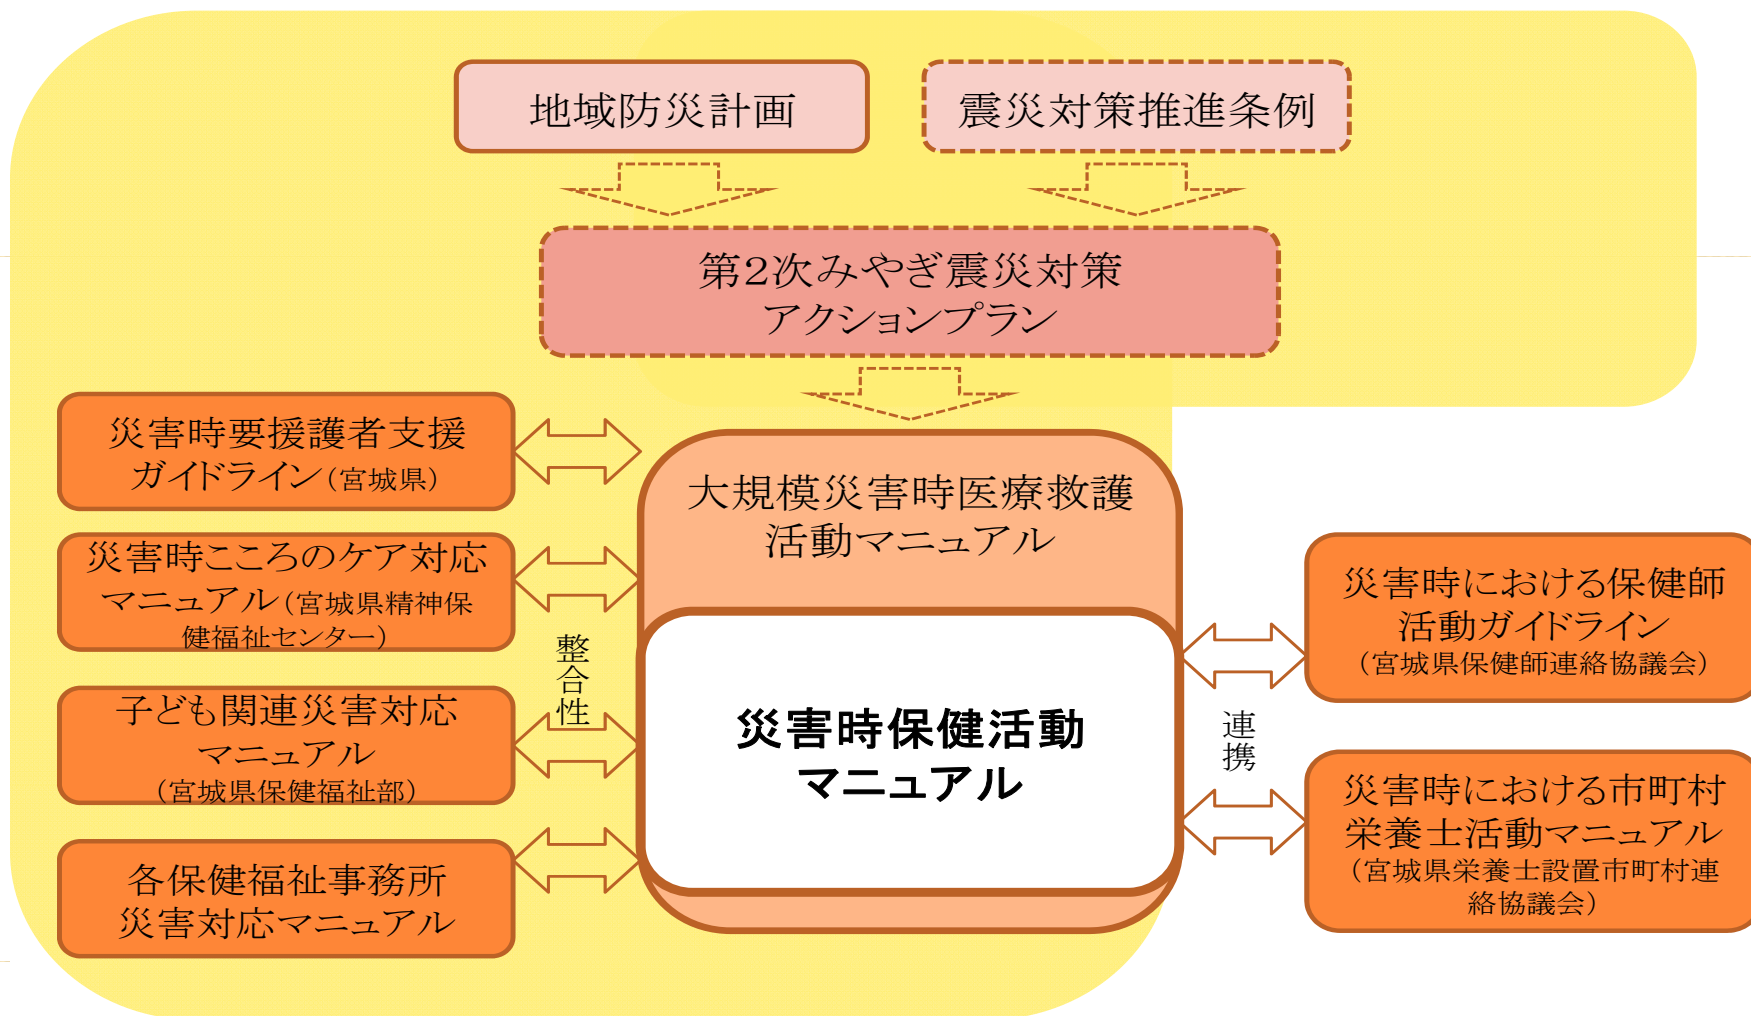 地域防災計画
震災対策推進条例
第2次みやぎ震災対策
アクションプラン
災害時要援護者支援
ガイドライン（宮城県）
災害時こころのケア対応
マニュアル（宮城県精神保
健福祉センター）
子ども関連災害対応
マニュアル
（宮城県保健福祉部）
各保健福祉事務所
災害対応マニュアル
整合性
大規模災害時医療救護
活動マニュアル
災害時保健活動
マニュアル
連携
災害時における保健師
活動ガイドライン
（宮城県保健師連絡協議会）
災害時における市町村
栄養士活動マニュアル
（宮城県栄養士設置市町村連
絡協議会）